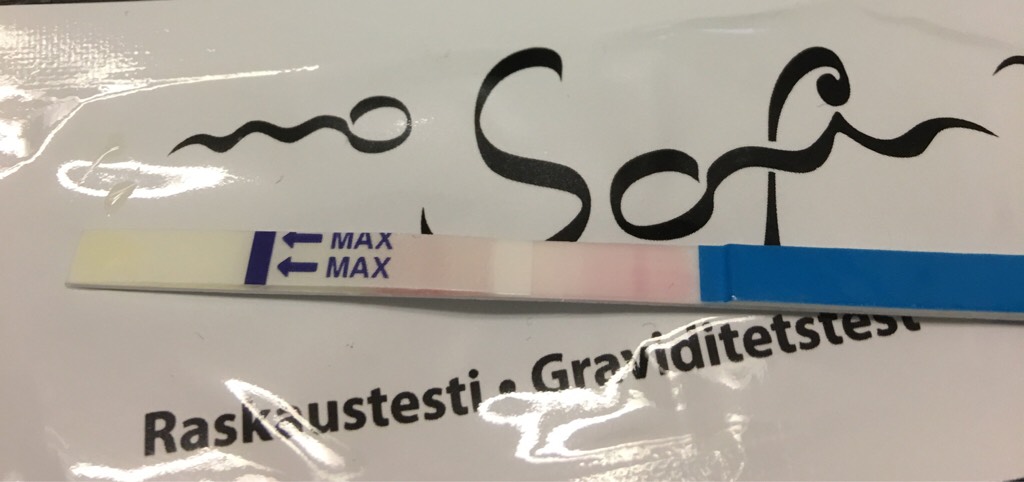 Sofi
MAX
MAX
Raskaustesti • Graviditetstest